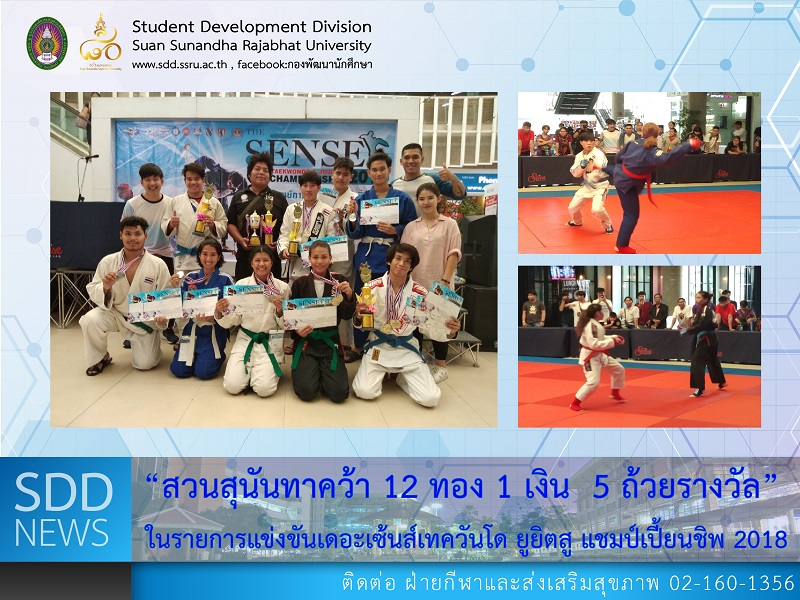 Student Development Division
Suan Sunandha Rajabhat University
www.sdd.ssru.ac.th , facebook:กองพัฒนานักศึกษา
THE
SENSE
TAEKWONDO
CHAMPIONSHIP 20
SDD
NEWS
“สวนสุนันทาคว้า 12 ทอง 1 เงิน 5 ถ้วยรางวัล”
ในรายการแข่งขันเดอะเซ้นส์เทควันโด ยูยิตสู แชมป์เปี้ยนชิพ 2018
ติดต่อ ฝ่ายกีฬาและส่งเสริมสุขภาพ 02-160-1356